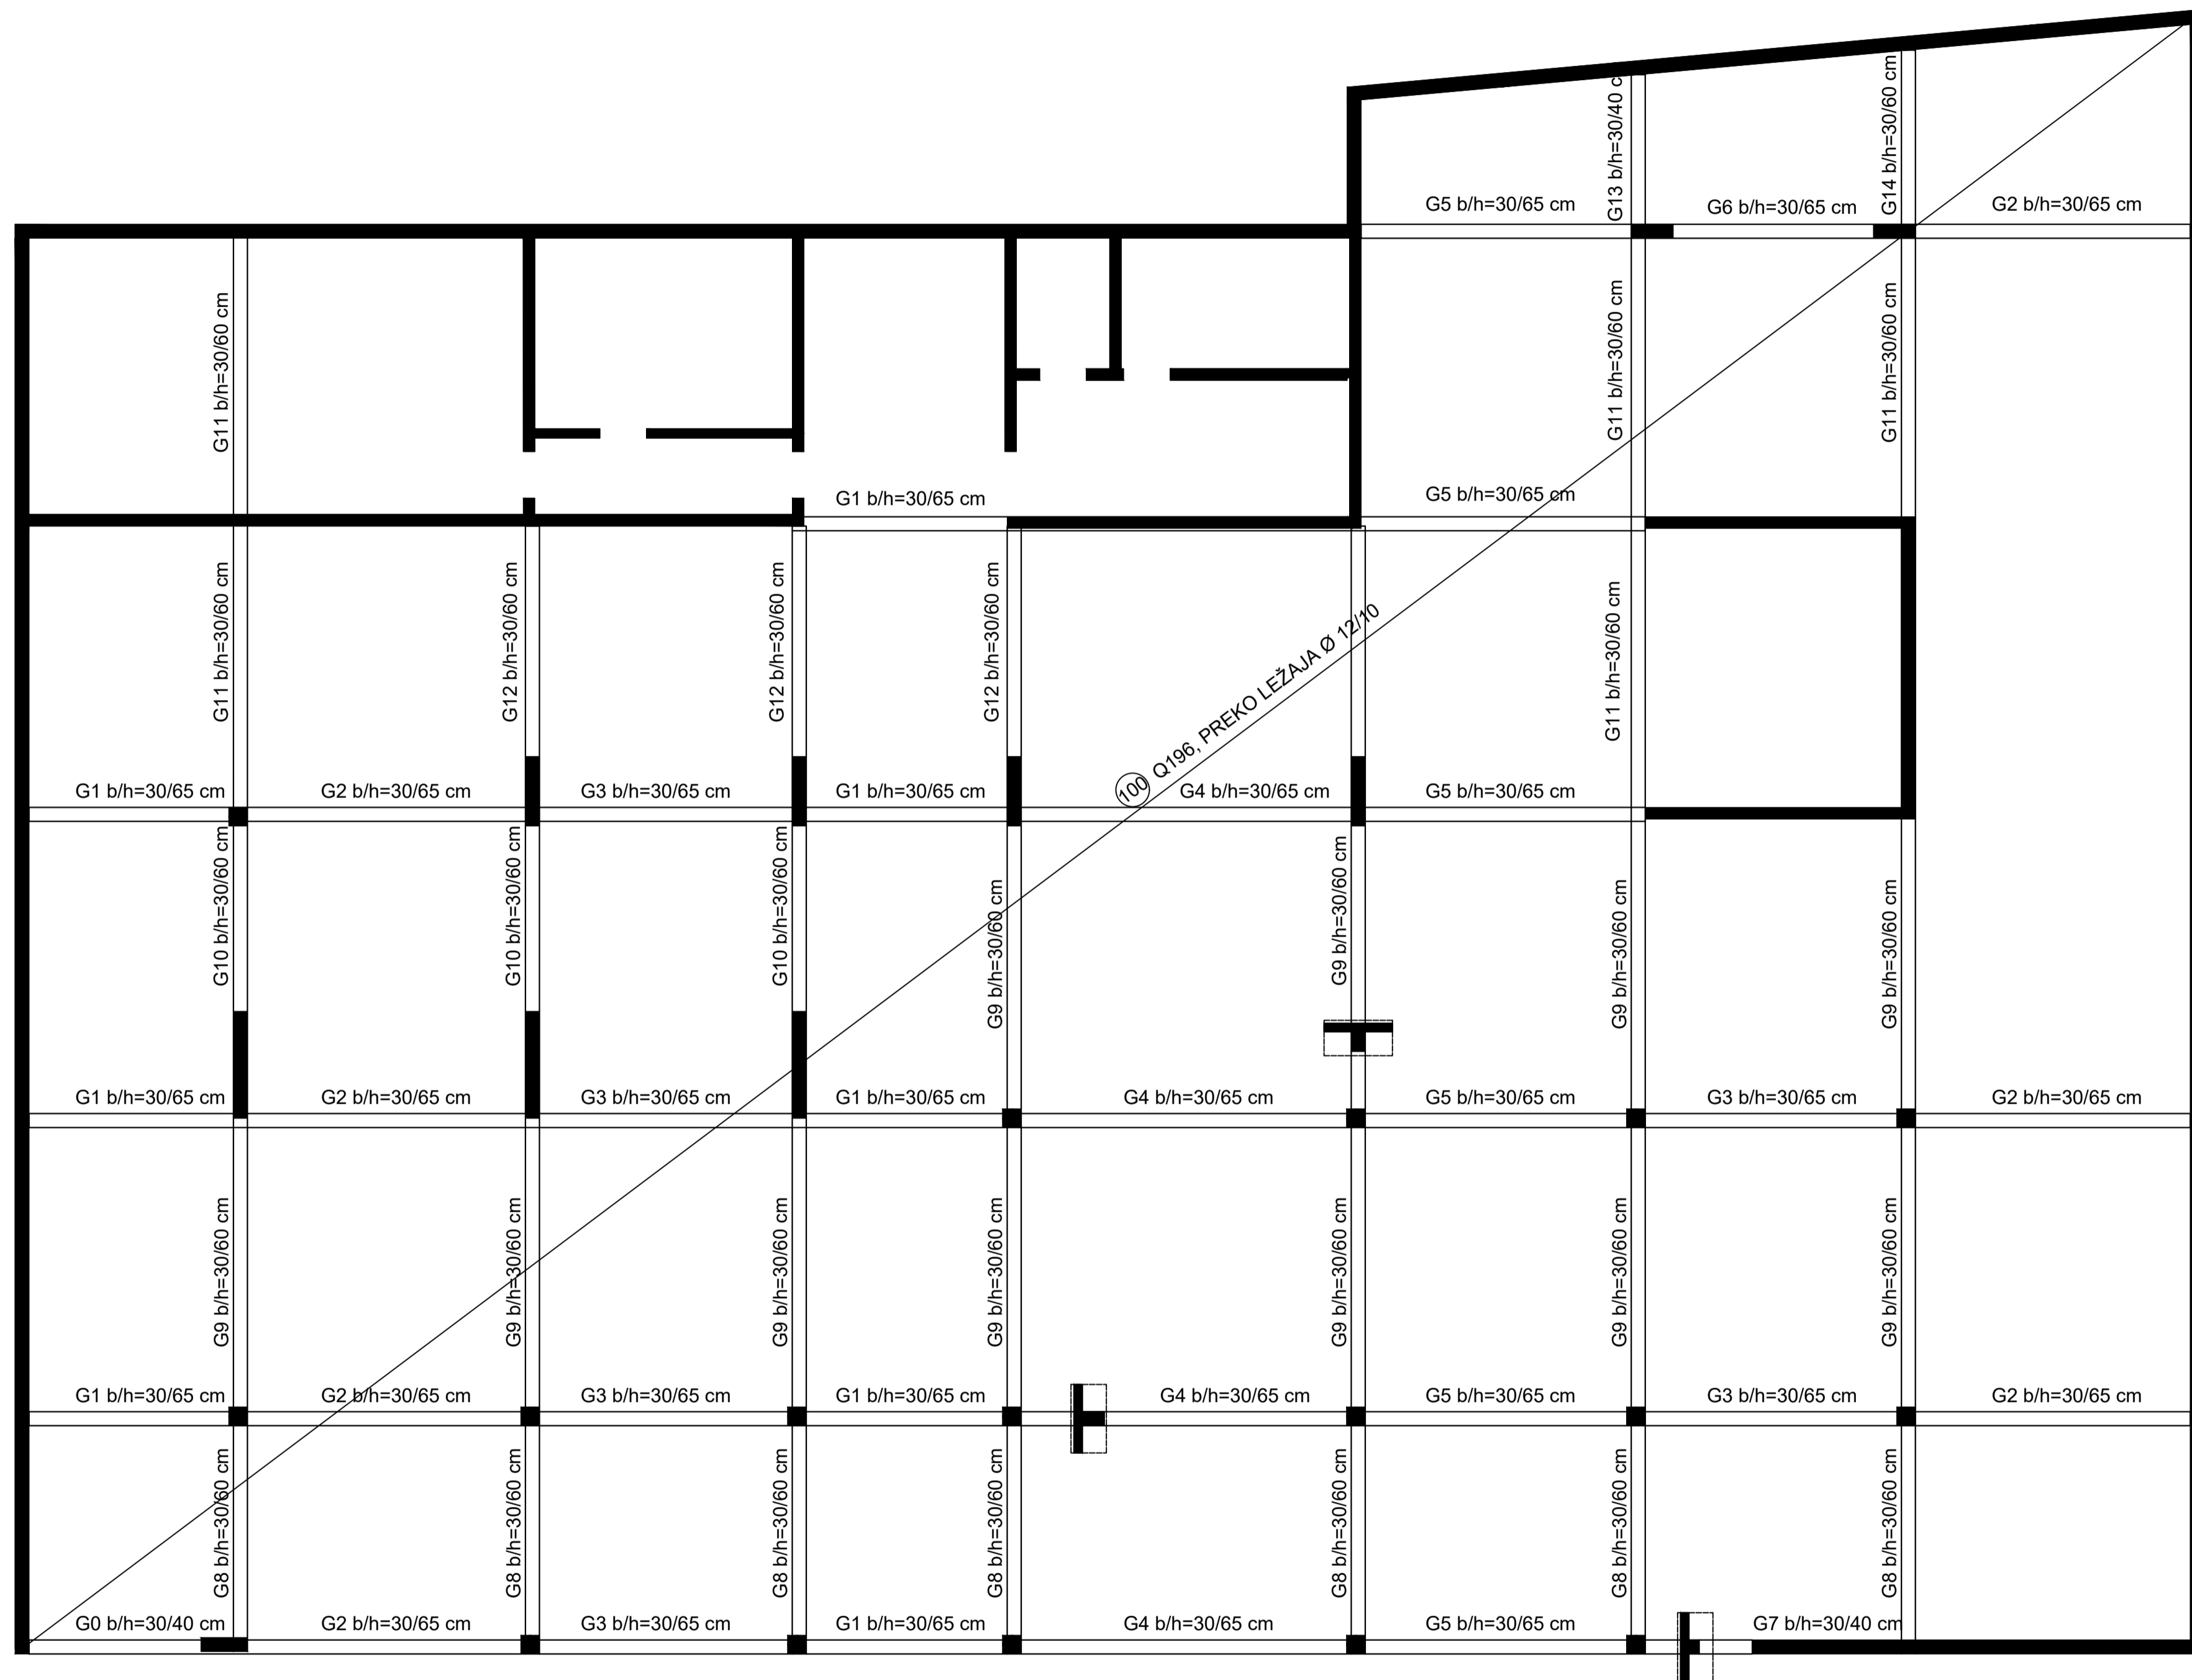 G13 b/h=30/40 c
G14 b/h=30/60 cm
G5 b/h=30/65 cm
G6 b/h=30/65 cm
G2 b/h=30/65 cm
G11 b/h=30/60 cm
G11 b/h=30/60 cm
G11 b/h=30/60 cm
G1 b/h=30/65 cm
G5 b/h=30/65 cm
G11 b/h=30/60 cm
G12 b/h=30/60 cm
G12 b/h=30/60 cm
G12 b/h=30/60 cm
G11 b/h=30/60 cm
100 Q196, PREKO LEŽAJA Ø 12/10
G1 b/h=30/65 cm
G2 b/h=30/65 cm
G3 b/h=30/65 cm
G1 b/h=30/65 cm
G4 b/h=30/65 cm
G5 b/h=30/65 cm
G10 b/h=30/60 cm
G10 b/h=30/60 cm
G10 b/h=30/60 cm
G9 b/h=30/60 cm
G9 b/h=30/60 cm
G9 b/h=30/60 cm
G9 b/h=30/60 cm
G1 b/h=30/65 cm
G2 b/h=30/65 cm
G3 b/h=30/65 cm
G1 b/h=30/65 cm
G4 b/h=30/65 cm
G5 b/h=30/65 cm
G3 b/h=30/65 cm
G2 b/h=30/65 cm
G9 b/h=30/60 cm
G9 b/h=30/60 cm
G9 b/h=30/60 cm
G9 b/h=30/60 cm
G9 b/h=30/60 cm
G9 b/h=30/60 cm
G9 b/h=30/60 cm
G1 b/h=30/65 cm
G2 b/h=30/65 cm
G3 b/h=30/65 cm
G1 b/h=30/65 cm
G4 b/h=30/65 cm
G5 b/h=30/65 cm
G3 b/h=30/65 cm
G2 b/h=30/65 cm
G8 b/h=30/60 cm
G8 b/h=30/60 cm
G8 b/h=30/60 cm
G8 b/h=30/60 cm
G8 b/h=30/60 cm
G8 b/h=30/60 cm
G8 b/h=30/60 cm
G0 b/h=30/40 cm
G2 b/h=30/65 cm
G3 b/h=30/65 cm
G1 b/h=30/65 cm
G4 b/h=30/65 cm
G5 b/h=30/65 cm
G7 b/h=30/40 cm